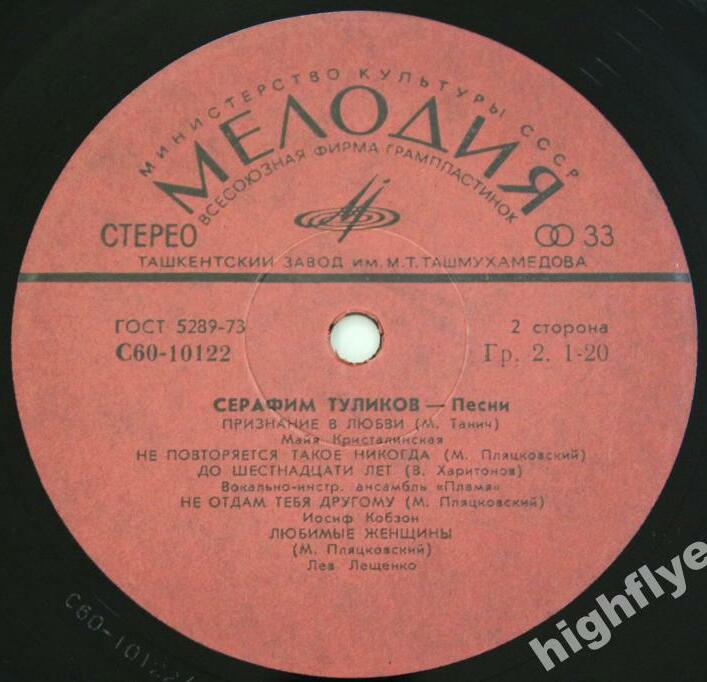 МИНИСТЕРСТВО КУЛЬТУРЫ СССР
МЕЛОДИЯ
ВСЕСОЮЗНАЯ ФИРМА ГРАМПЛАСТИНОК
СТЕРЕО
33
ТАШКЕНТСКИЙ ЗАВОД ИМ. М.Т. ТАШМУХАМЕДОВА
ГОСТ 5289-73
2 сторона
С60-10122
Гр. 2. 1-20
СЕРАФИМ ТУЛИКОВ — Песни
ПРИЗНАНИЕ В ЛЮБВИ (М. Танич)
Майя Кристалинская
НЕ ПОВТОРЯЕТСЯ ТАКОЕ НИКОГДА (М. Пляцковский)
ДО ШЕСТНАДЦАТИ ЛЕТ (В. Харитонов)
Вокально-инстр. ансамбль «Пламя»
НЕ ОТДАМ ТЕБЯ ДРУГОМУ (М. Пляцковский)
Иосиф Кобзон
ЛЮБИМЫЕ ЖЕНЩИНЫ
(М. Пляцковский)
Лев Лещенко
highflye